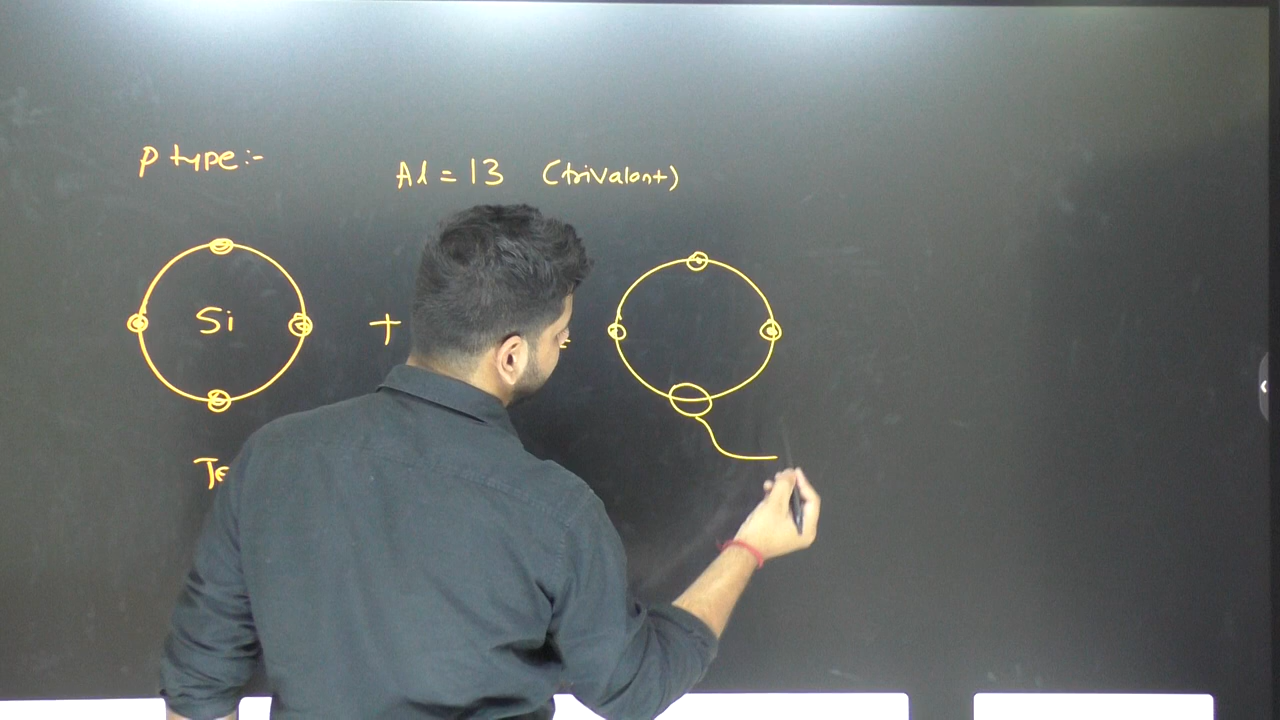 P type:-
Al = 13 (trivalent)
Si
+